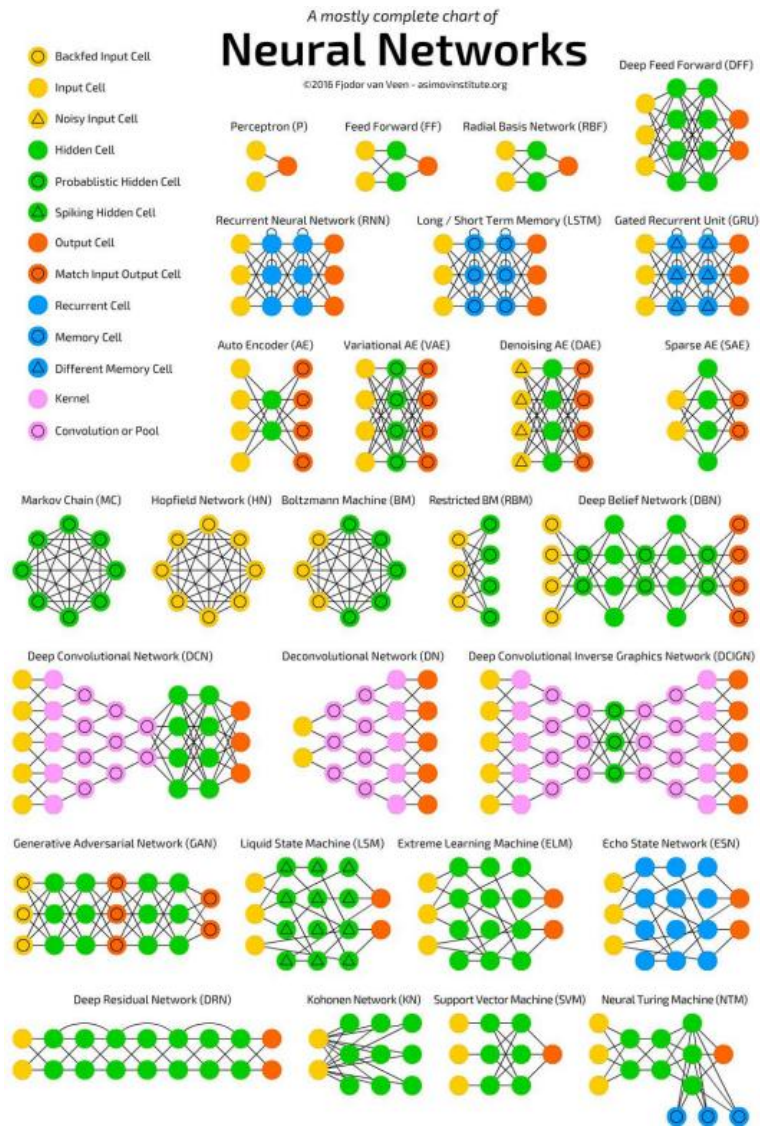 A mostly complete chart of
Neural Networks
©2016 Fjodor van Veen - asimovinstitute.org
Backfed Input Cell
Input Cell
Noisy Input Cell
Hidden Cell
Probablistic Hidden Cell
Spiking Hidden Cell
Output Cell
Match Input Output Cell
Recurrent Cell
Memory Cell
Different Memory Cell
Kernel
Convolution or Pool
Deep Feed Forward (DFF)
Perceptron (P)
Feed Forward (FF)
Radial Basis Network (RBF)
Recurrent Neural Network (RNN)
Long / Short Term Memory (LSTM)
Gated Recurrent Unit (GRU)
Auto Encoder (AE)
Variational AE (VAE)
Denoising AE (DAE)
Sparse AE (SAE)
Markov Chain (MC)
Hopfield Network (HN)
Boltzmann Machine (BM)
Restricted BM (RBM)
Deep Belief Network (DBN)
Deep Convolutional Network (DCN)
Deconvolutional Network (DN)
Deep Convolutional Inverse Graphics Network (DCIGN)
Generative Adversarial Network (GAN)
Liquid State Machine (LSM)
Extreme Learning Machine (ELM)
Echo State Network (ESN)
Deep Residual Network (DRN)
Kohonen Network (KN)
Support Vector Machine (SVM)
Neural Turing Machine (NTM)